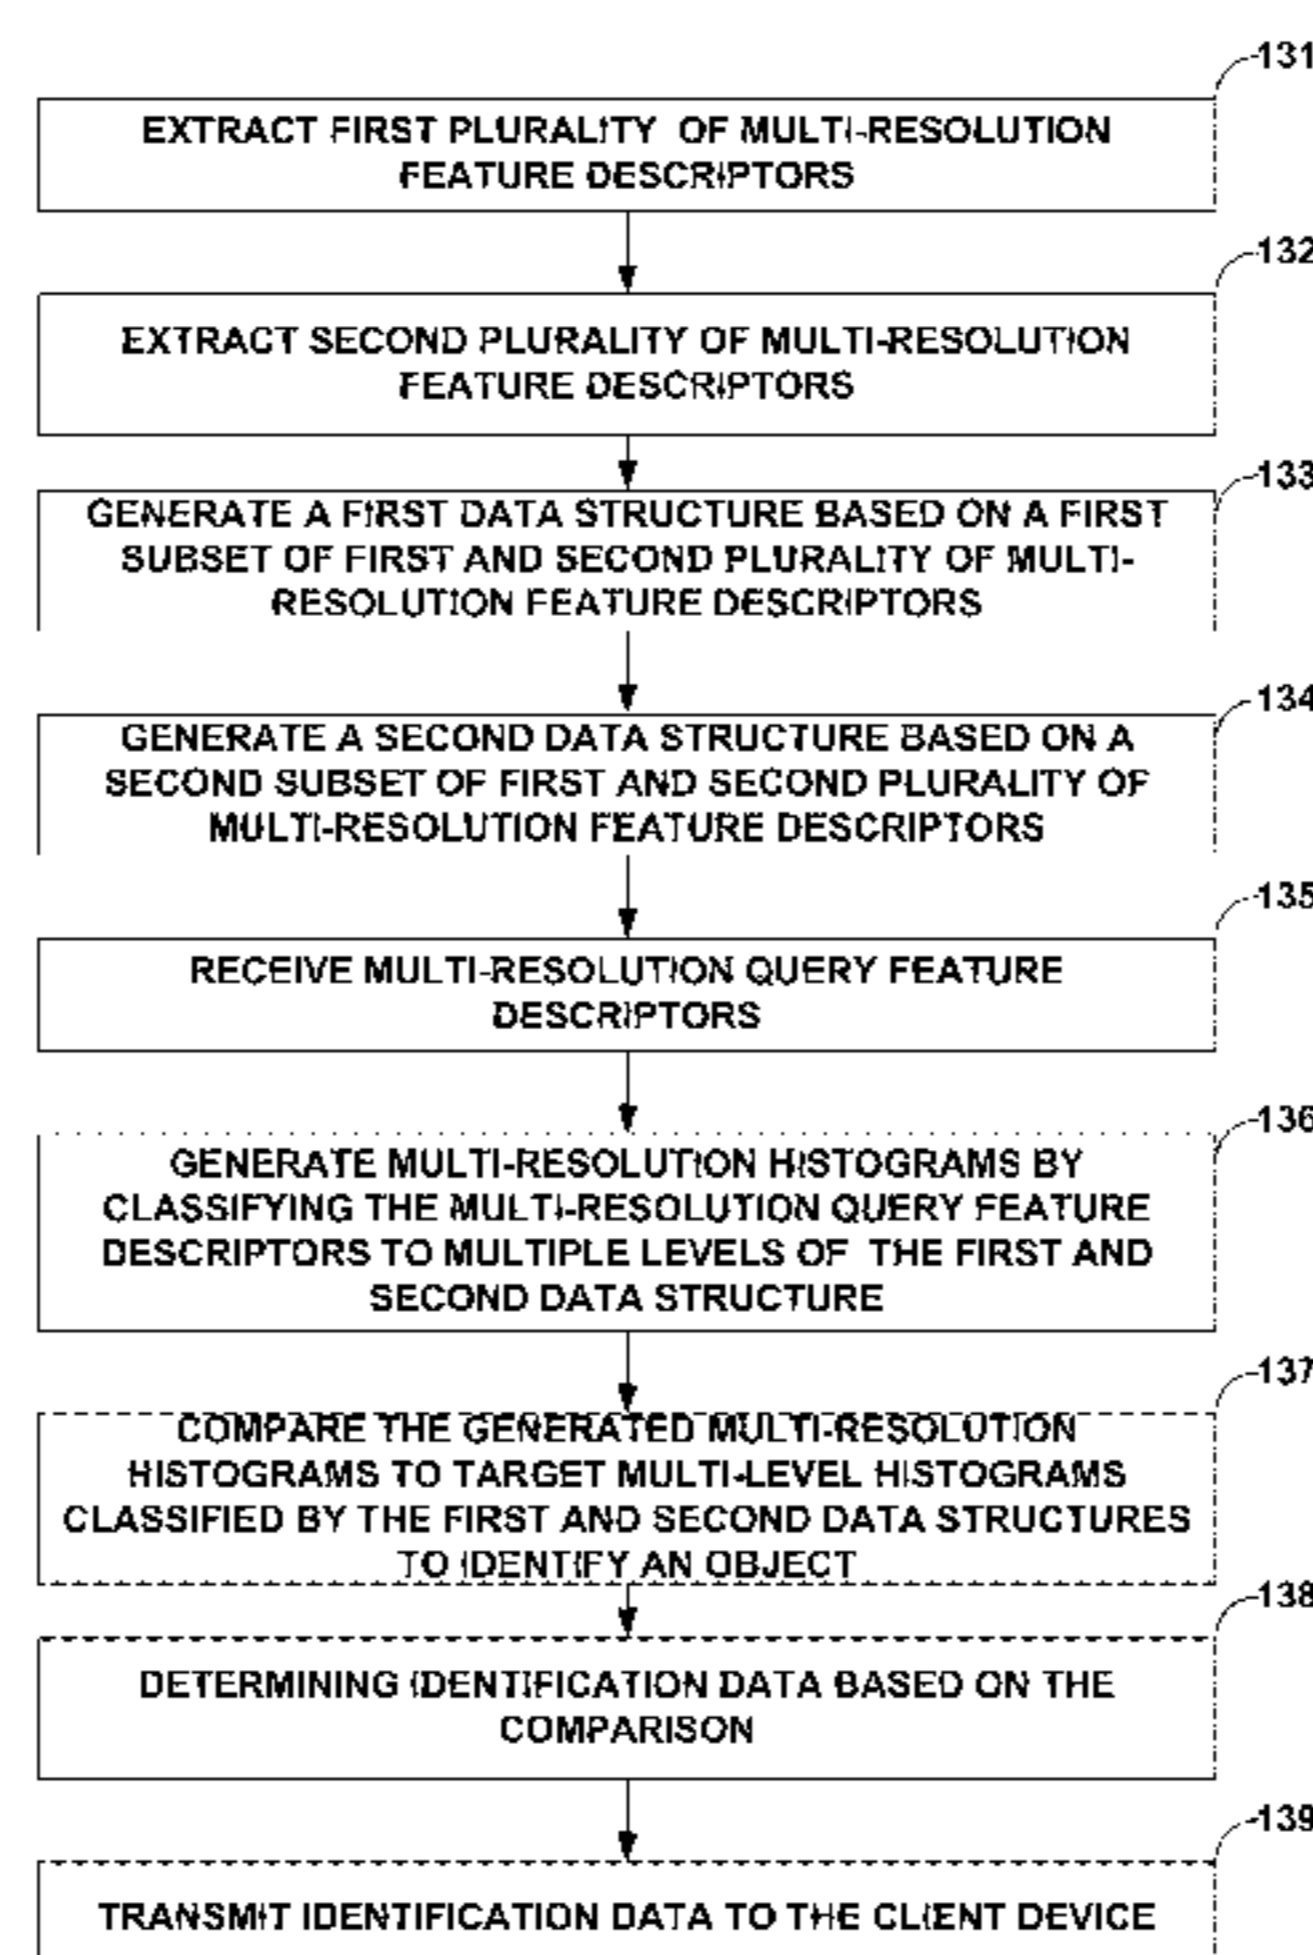 131
EXTRACT FIRST PLURALITY OF MULTI-RESOLUTION
FEATURE DESCRIPTORS
132
EXTRACT SECOND PLURALITY OF MULTI-RESOLUTION
FEATURE DESCRIPTORS
133
GENERATE A FIRST DATA STRUCTURE BASED ON A FIRST
SUBSET OF FIRST AND SECOND PLURALITY OF MULTI-
RESOLUTION FEATURE DESCRIPTORS
134
GENERATE A SECOND DATA STRUCTURE BASED ON A
SECOND SUBSET OF FIRST AND SECOND PLURALITY OF
MULTI-RESOLUTION FEATURE DESCRIPTORS
135
RECEIVE MULTI-RESOLUTION QUERY FEATURE
DESCRIPTORS
136
GENERATE MULTI-RESOLUTION HISTOGRAMS BY
CLASSIFYING THE MULTI-RESOLUTION QUERY FEATURE
DESCRIPTORS TO MULTIPLE LEVELS OF THE FIRST AND
SECOND DATA STRUCTURE
137
COMPARE THE GENERATED MULTI-RESOLUTION
HISTOGRAMS TO TARGET MULTI-LEVEL HISTOGRAMS
CLASSIFIED BY THE FIRST AND SECOND DATA STRUCTURES
TO IDENTIFY AN OBJECT
138
DETERMINING IDENTIFICATION DATA BASED ON THE
COMPARISON
139
TRANSMIT IDENTIFICATION DATA TO THE CLIENT DEVICE